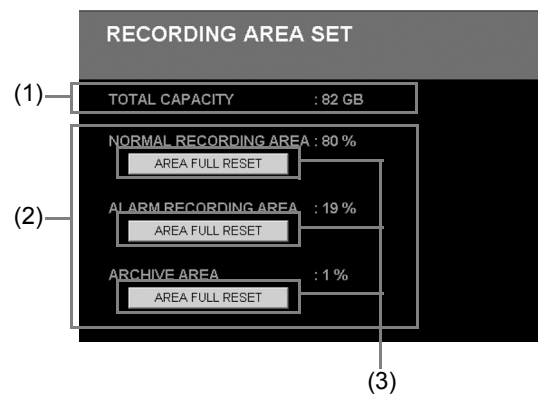 RECORDING AREA SET
(1)
TOTAL CAPACITY : 82 GB
NORMAL RECORDING AREA : 80 %
AREA FULL RESET
(2)
ALARM RECORDING AREA : 19 %
AREA FULL RESET
ARCHIVE AREA : 1 %
AREA FULL RESET
(3)